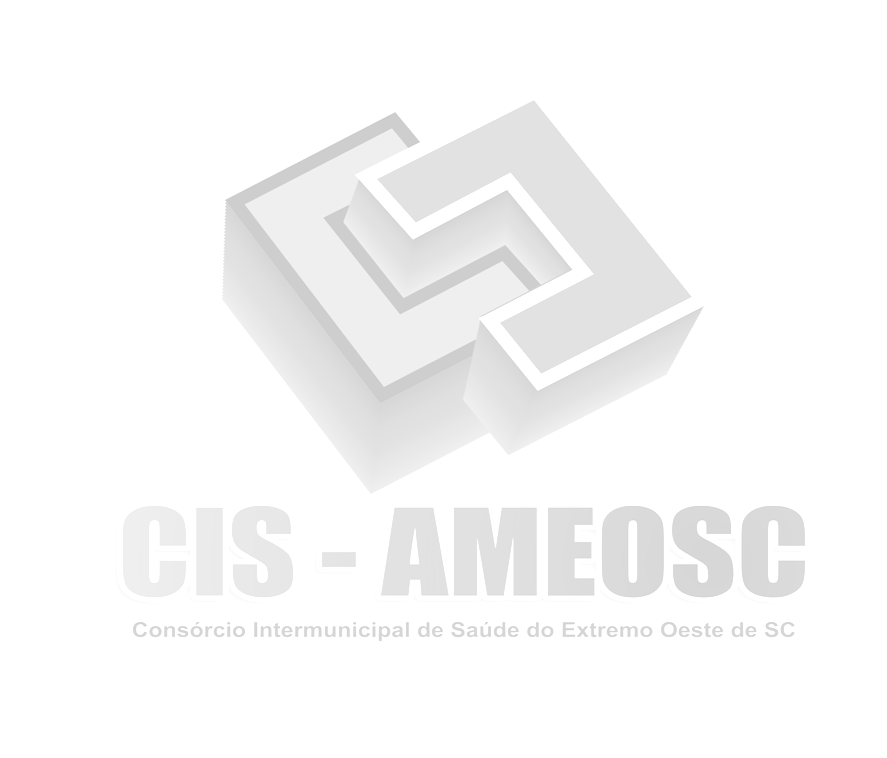 CIS - AMEOSC
Consórcio Intermunicipal de Saúde do Extremo Oeste de SC